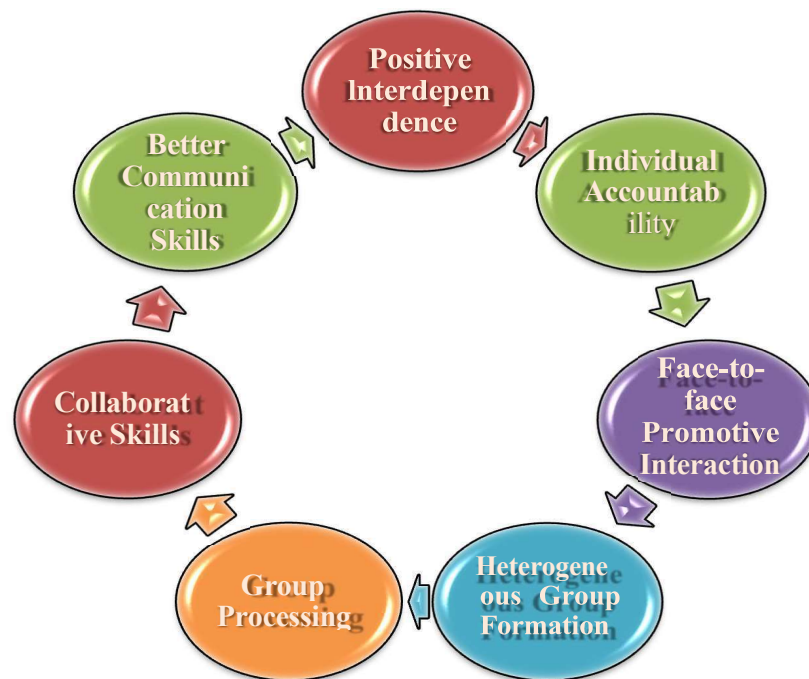 Positive
lnterdepen
dence
Individual
Accountab
ility
Face-to-
face
Promotive
Interaction
Heterogene
ous Group
Formation
Group
Processing
Collaborat
ive Skills
Better
Communi
cation
Skills